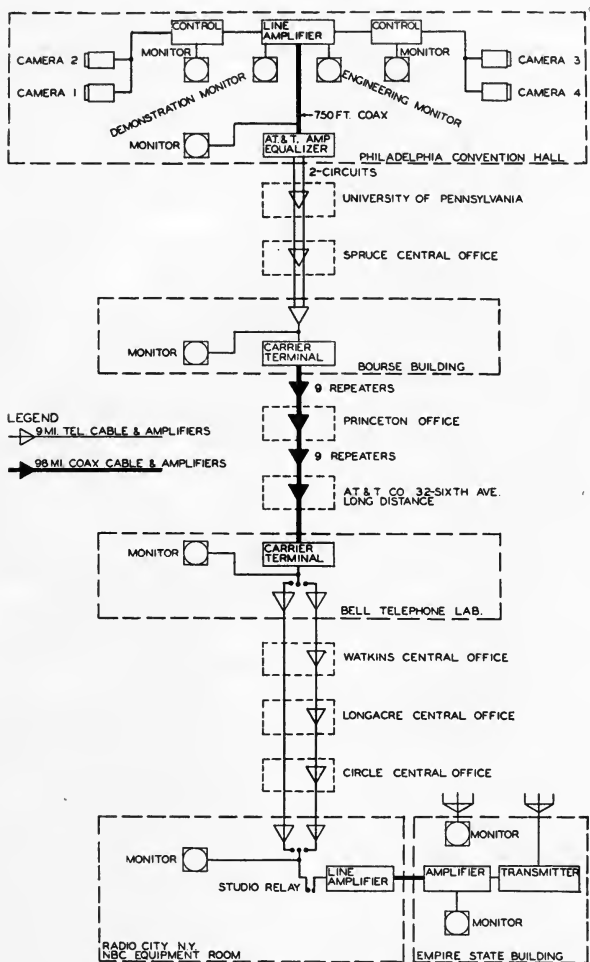 CONTROL
LINE
AMPLIFIER
CONTROL
MONITOR
MONITOR
CAMERA 2
CAMERA 3
CAMERA 1
CAMERA 4
DEMONSTRATION MONITOR
ENGINEERING MONITOR
750 FT. COAX
MONITOR
A.T.& T. AMP
EQUALIZER
PHILADELPHIA CONVENTION HALL
2-CIRCUITS
UNIVERSITY OF PENNSYLVANIA
SPRUCE CENTRAL OFFICE
MONITOR
CARRIER
TERMINAL
BOURSE BUILDING
9 REPEATERS
LEGEND
9 MI. TEL CABLE & AMPLIFIERS
PRINCETON OFFICE
98 MI. COAX CABLE & AMPLIFIERS
9 REPEATERS
A.T. & T CO 32-SIXTH AVE.
LONG DISTANCE
MONITOR
CARRIER
TERMINAL
BELL TELEPHONE LAB.
WATKINS CENTRAL OFFICE
LONGACRE CENTRAL OFFICE
CIRCLE CENTRAL OFFICE
MONITOR
MONITOR
STUDIO RELAY
LINE
AMPLIFIER
AMPLIFIER
TRANSMITTER
MONITOR
RADIO CITY N.Y.
NBC EQUIPMENT ROOM
EMPIRE STATE BUILDING